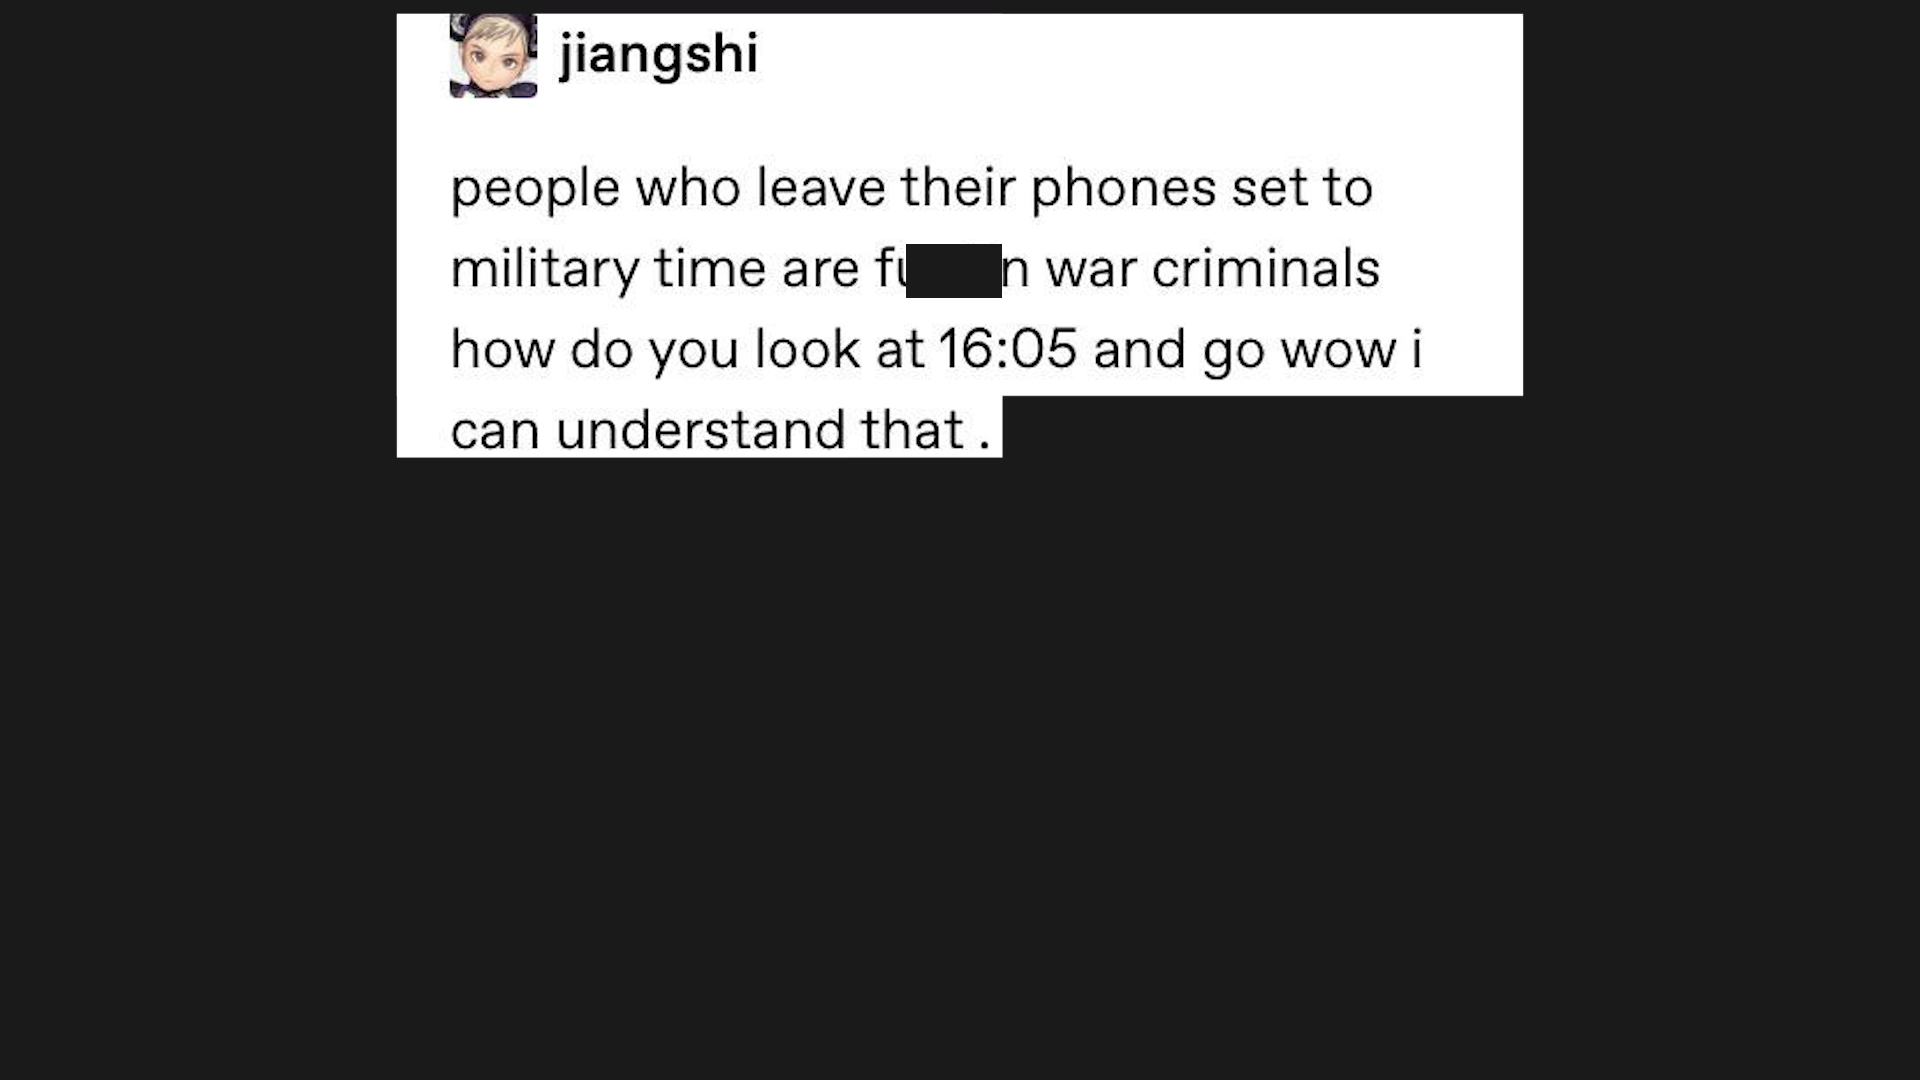 jiangshi
people who leave their phones set to
military time are fu n war criminals
how do you look at 16:05 and go wow i
can understand that .